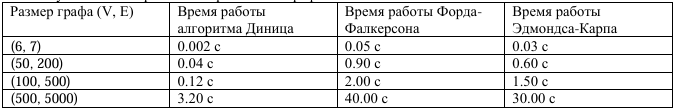 Размер графа (V, E) | Время работы алгоритма Диница | Время работы Форда-Фалкерсона | Время работы Эдмондса-Карпа
(6, 7) | 0.002 с | 0.05 с | 0.03 с
(50, 200) | 0.04 с | 0.90 с | 0.60 с
(100, 500) | 0.12 с | 2.00 с | 1.50 с
(500, 5000) | 3.20 с | 40.00 с | 30.00 с